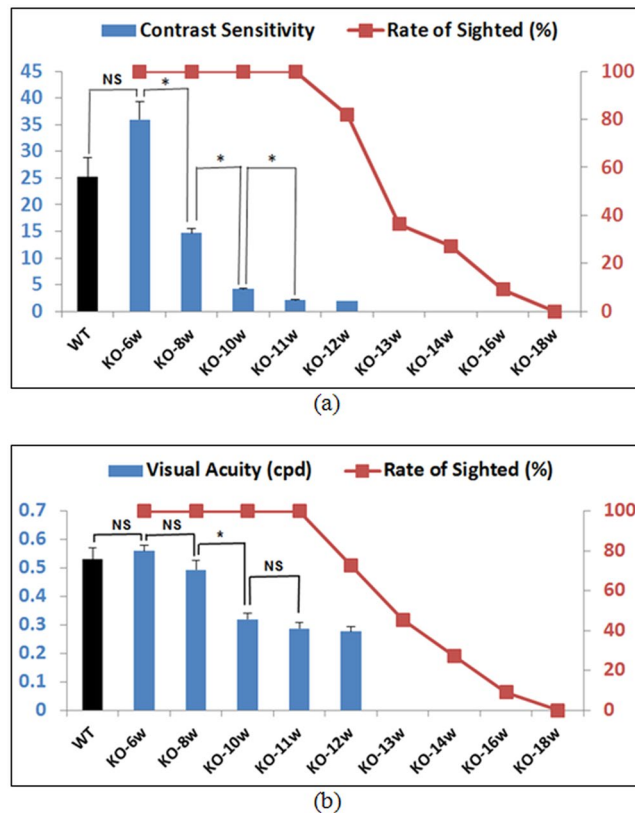 Contrast Sensitivity Rate of Sighted (%)
45 100
40
35 80
30
25 60
20
15 40
10
5 20
0 0
NS * * *
WT KO-6w KO-8w KO-10w KO-11w KO-12w KO-13w KO-14w KO-16w KO-18w
(a)
Visual Acuity (cpd) Rate of Sighted (%)
0.7 100
0.6
0.5 80
0.4 60
0.3
0.2 40
0.1 20
0 0
NS NS * NS
WT KO-6w KO-8w KO-10w KO-11w KO-12w KO-13w KO-14w KO-16w KO-18w
(b)